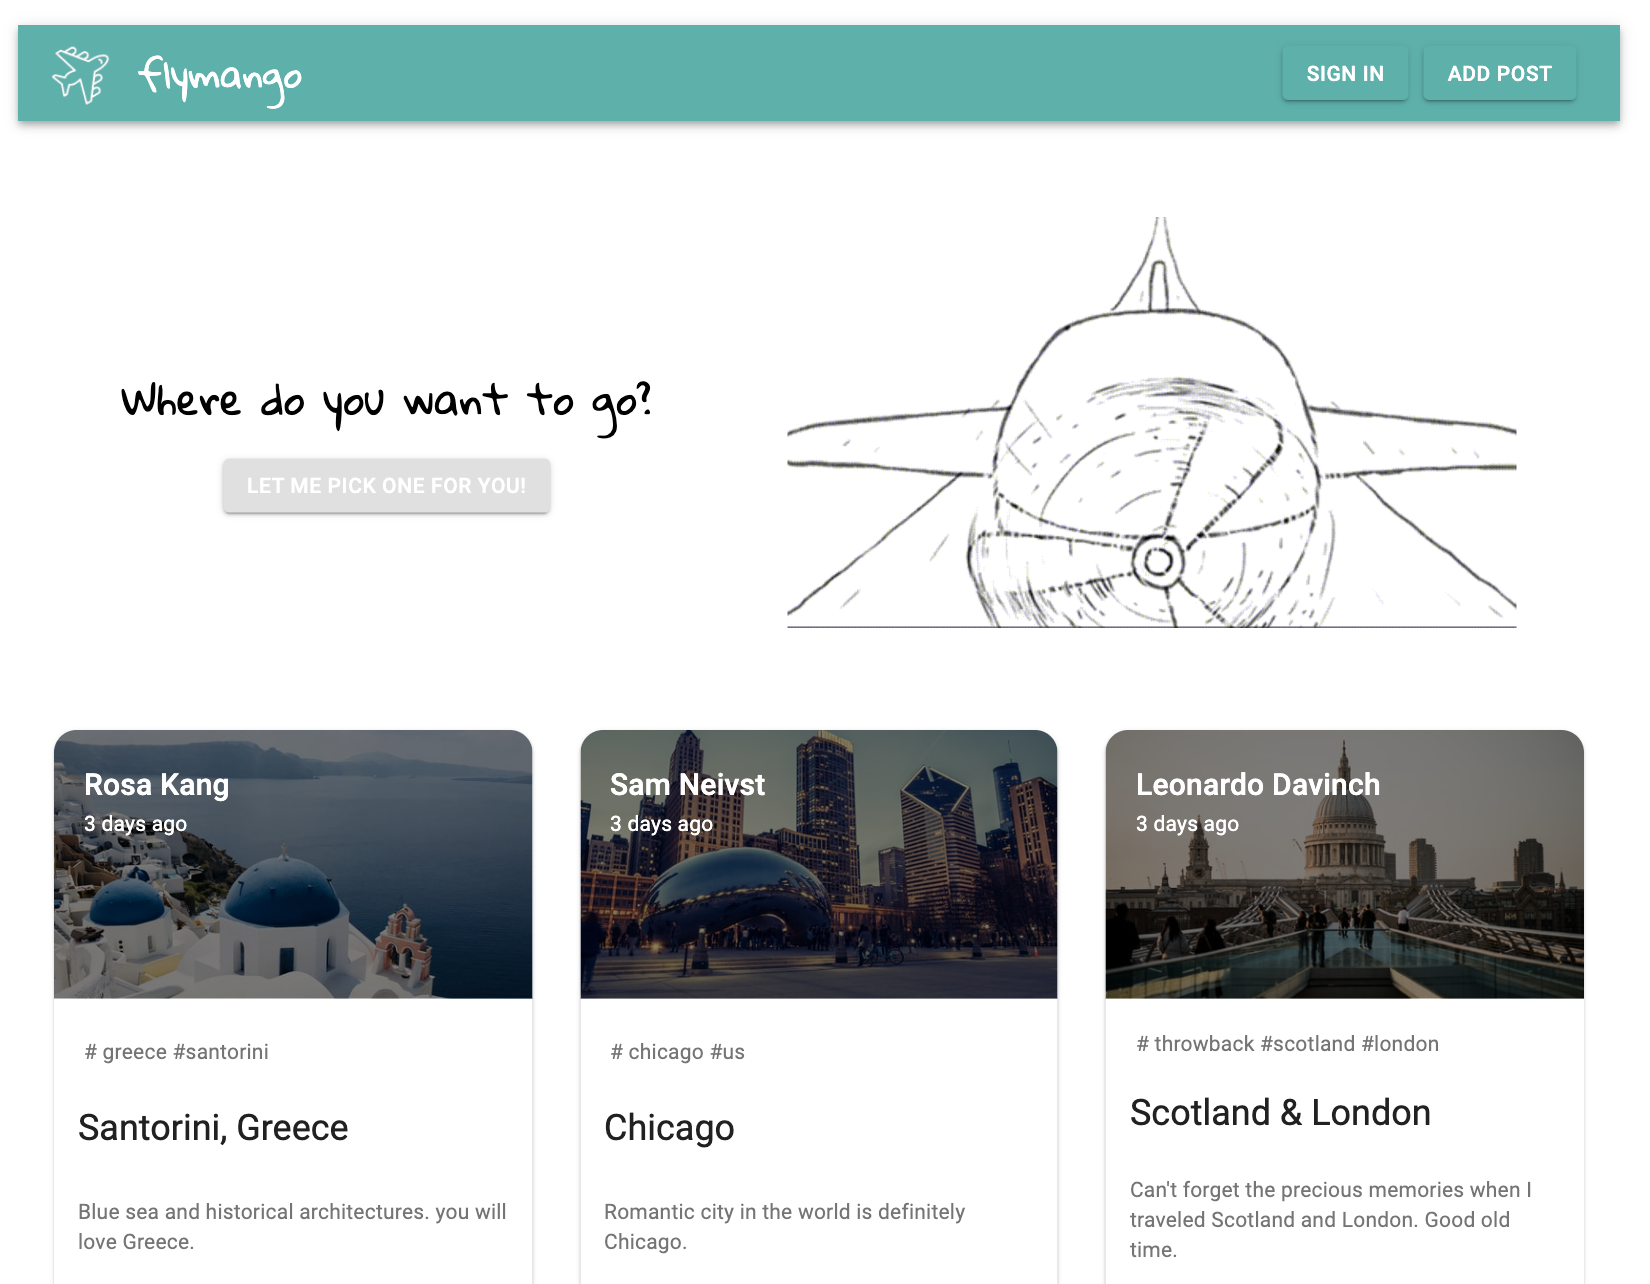 flymango
SIGN IN
ADD POST
Where do you want to go?
LET ME PICK ONE FOR YOU!
Rosa Kang
3 days ago
# greece #santorini
Santorini, Greece
Blue sea and historical architectures. you will
love Greece.
Sam Neivst
3 days ago
# chicago #us
Chicago
Romantic city in the world is definitely
Chicago.
Leonardo Davinch
3 days ago
# throwback #scotland #london
Scotland & London
Can't forget the precious memories when I
traveled Scotland and London. Good old
time.